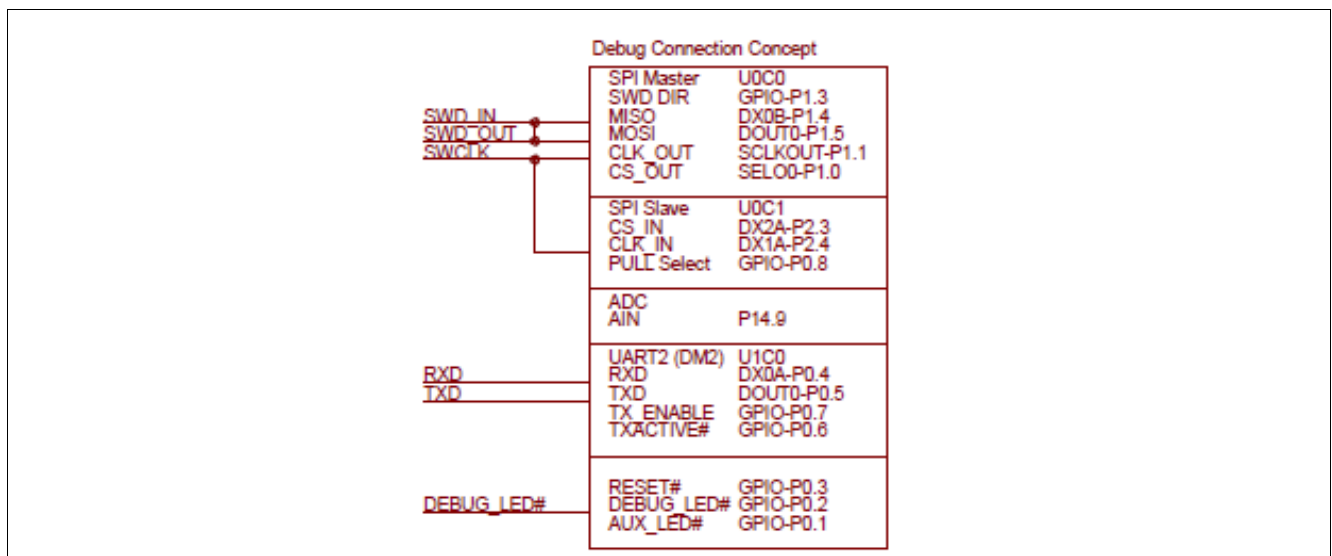 Debug Connection Concept
SPI Master U0C0
SWD DIR GPIO-P1.3
SWD_IN MISO DX0B-P1.4
SWD_OUT MOSI DOUT0-P1.5
SWCLK CLK_OUT SCLKOUT-P1.1
CS_OUT SELO0-P1.0
SPI Slave U0C1
CS_IN DX2A-P2.3
CLK_IN DX1A-P2.4
PULL Select GPIO-P0.8
ADC
AIN P14.9
UART2 (DM2) U1C0
RXD RXD DX0A-P0.4
TXD TXD DOUT0-P0.5
TX_ENABLE GPIO-P0.7
TXACTIVE# GPIO-P0.6
RESET# GPIO-P0.3
DEBUG_LED# DEBUG_LED# GPIO-P0.2
AUX_LED# GPIO-P0.1